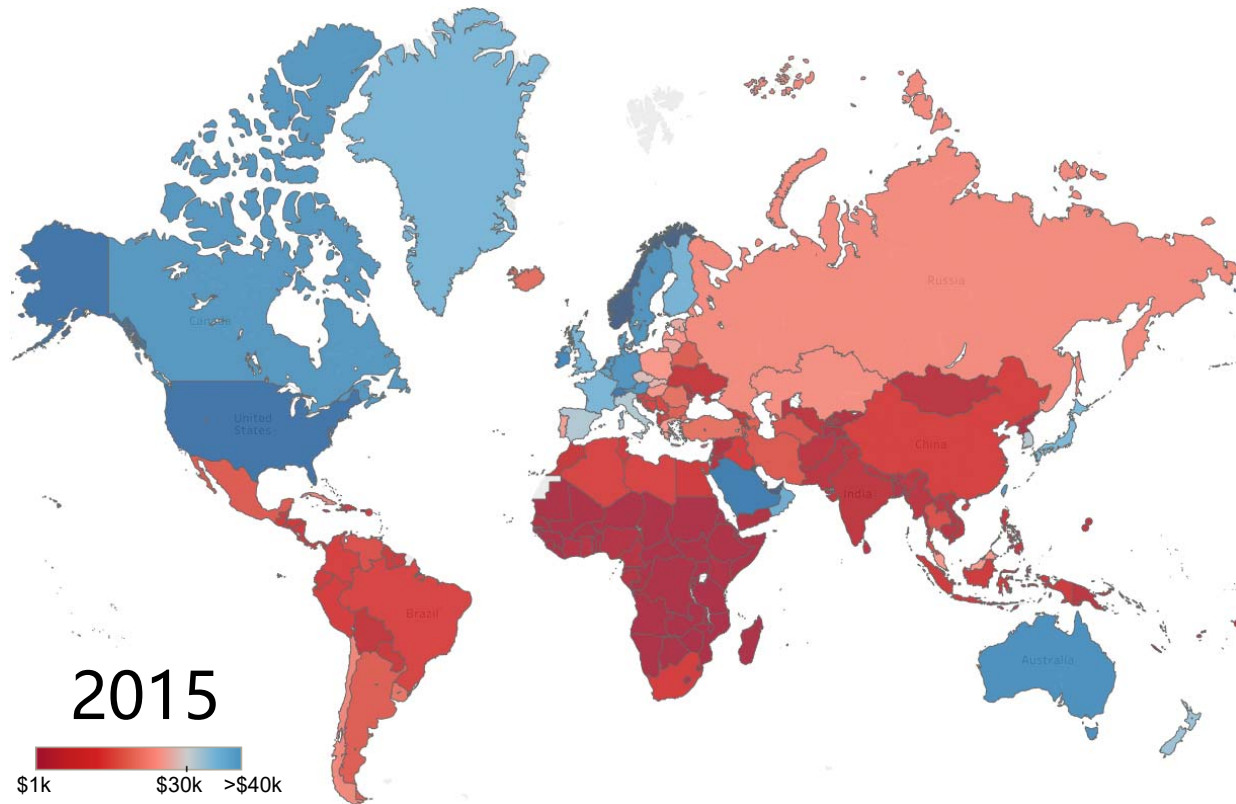 Russia
Canada
United
States
China
India
Brazil
Australia
2015
$1k $30k >$40k